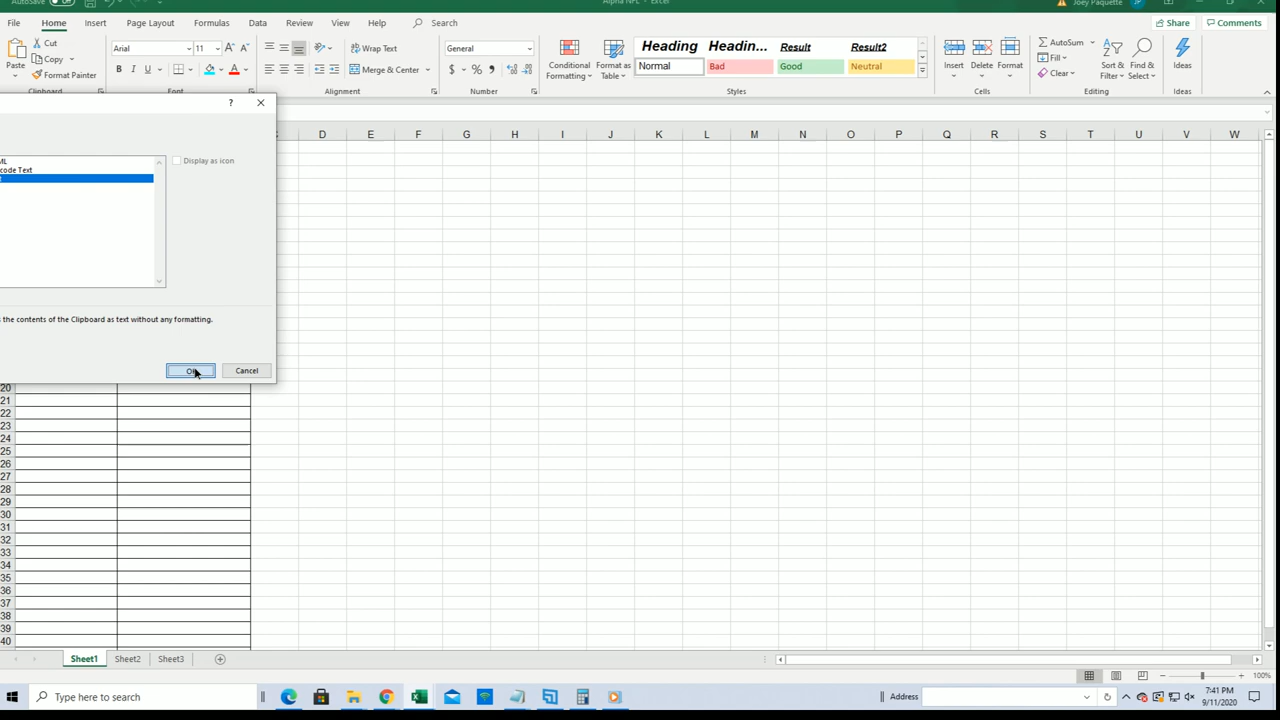 AutoSave Off Alpha NFL - Excel Joey Paquette JP
File Home Insert Page Layout Formulas Data Review View Help Search Share Comments
Paste Cut Copy Format Painter Clipboard
Arial 11 B I U Font
Wrap Text Merge & Center Alignment
General $ % , Number
Conditional Formatting Format as Table
Heading Headin... Result Result2
Normal Bad Good Neutral
Styles
Insert Delete Format Cells
AutoSum Fill Clear Sort & Filter Find & Select Editing
Ideas Ideas
? ×
D E F G H I J K L M N O P Q R S T U V W
ML
code Text
Display as icon
the contents of the Clipboard as text without any formatting.
OK Cancel
20
21
22
23
24
25
26
27
28
29
30
31
32
33
34
35
36
37
38
39
40
Sheet1 Sheet2 Sheet3
100%
Type here to search Address 7:41 PM
9/11/2020